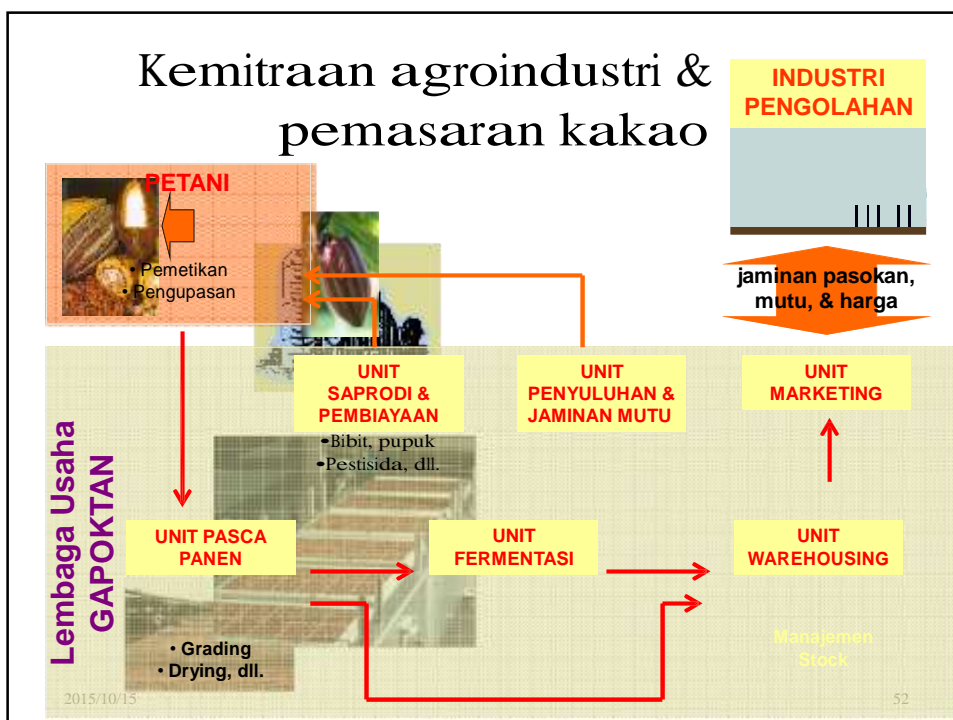 Kemitraan agroindustri &
pemasaran kakao
INDUSTRI
PENGOLAHAN
PETANI
• Pemetikan
• Pengupasan
jaminan pasokan,
mutu, & harga
UNIT
SAPRODI &
PEMBIAYAAN
•Bibit, pupuk
•Pestisida, dll.
UNIT
PENYULUHAN &
JAMINAN MUTU
UNIT
MARKETING
Lembaga Usaha
GAPOKTAN
UNIT PASCA
PANEN
UNIT
FERMENTASI
UNIT
WAREHOUSING
• Grading
• Drying, dll.
Manajemen
Stock
2015/10/15
52